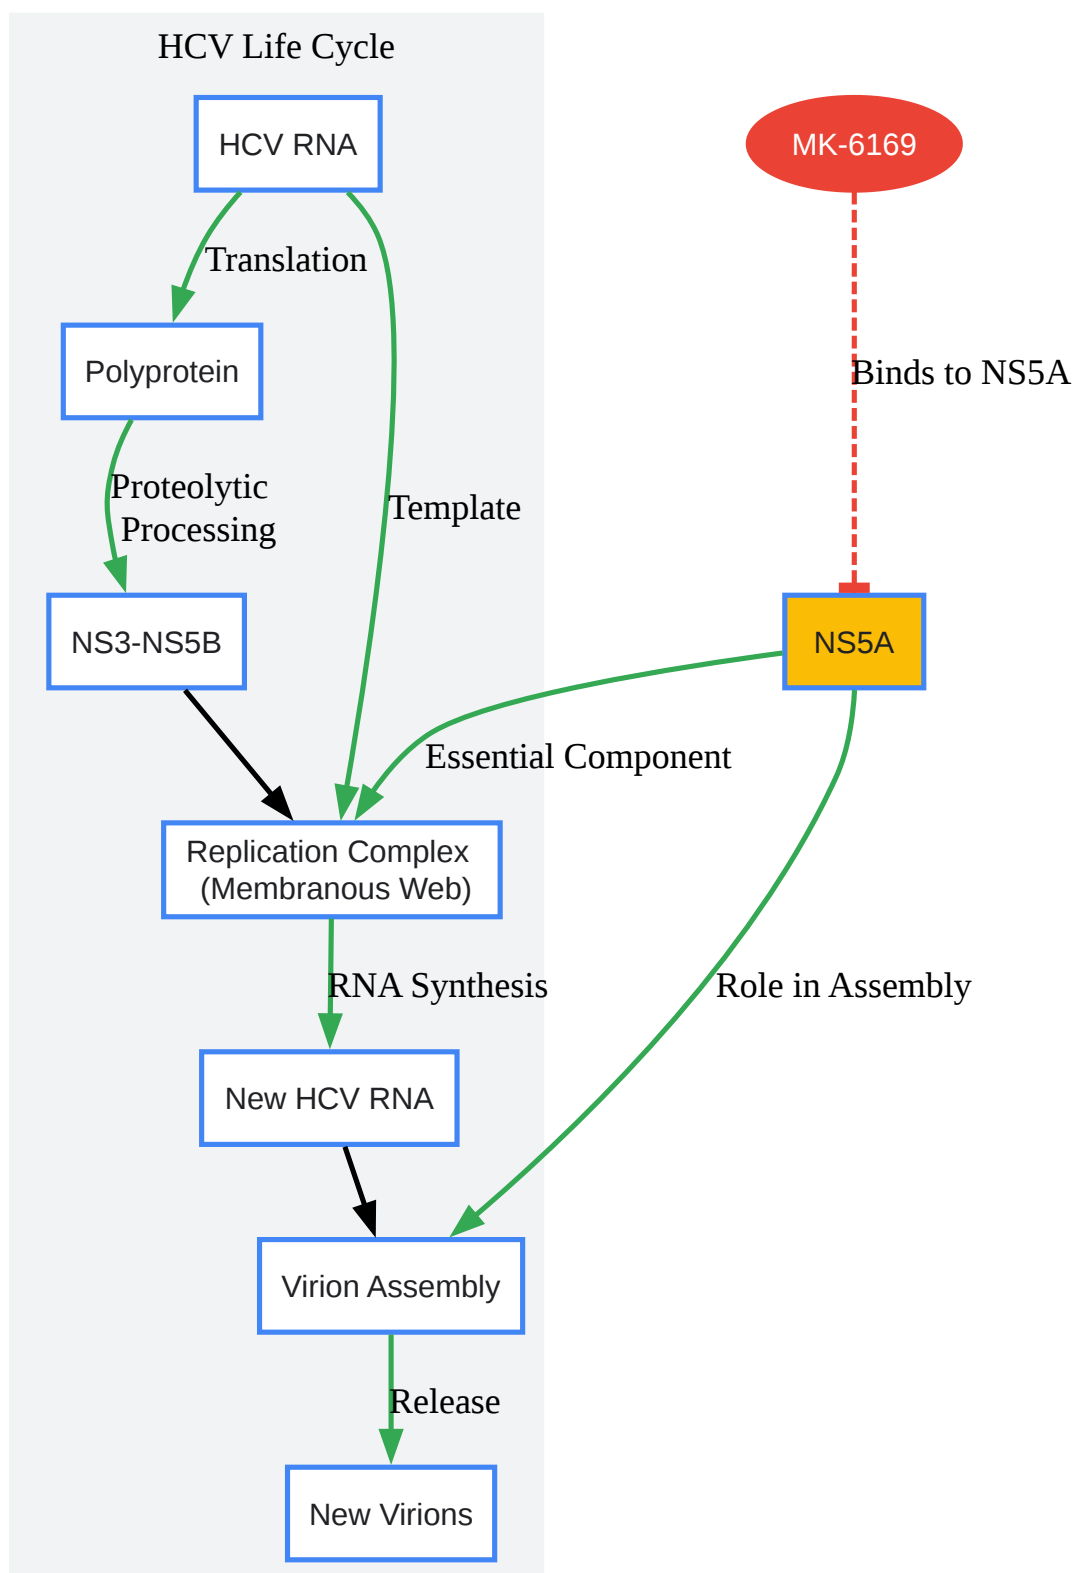 HCV Life Cycle
HCV RNA
MK-6169
Translation
Polyprotein
Binds to NS5A
Proteolytic
Processing
Template
NS3-NS5B
NS5A
Essential Component
Replication Complex
(Membranous Web)
RNA Synthesis
Role in Assembly
New HCV RNA
Virion Assembly
Release
New Virions